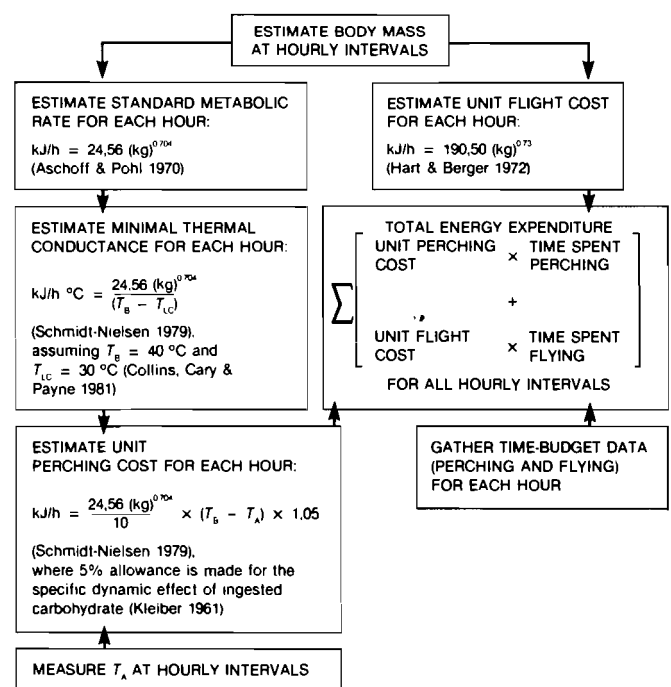 ESTIMATE BODY MASS
AT HOURLY INTERVALS
ESTIMATE STANDARD METABOLIC
RATE FOR EACH HOUR:
kJ/h = 24,56 (kg)^0 704
(Aschoff & Pohl 1970)
ESTIMATE MINIMAL THERMAL
CONDUCTANCE FOR EACH HOUR:
kJ/h °C = 24,56 (kg)^0 704
(T_B − T_LC)
(Schmidt-Nielsen 1979),
assuming T_B = 40 °C and
T_LC = 30 °C (Collins, Cary &
Payne 1981)
ESTIMATE UNIT
PERCHING COST FOR EACH HOUR:
kJ/h = 24,56 (kg)^0 704 × (T_B − T_A) × 1,05
10
(Schmidt-Nielsen 1979),
where 5% allowance is made for the
specific dynamic effect of ingested
carbohydrate (Kleiber 1961)
MEASURE T_A AT HOURLY INTERVALS
ESTIMATE UNIT FLIGHT COST
FOR EACH HOUR:
kJ/h = 190,50 (kg)^0 73
(Hart & Berger 1972)
TOTAL ENERGY EXPENDITURE
UNIT PERCHING × TIME SPENT
COST PERCHING
∑ +
UNIT FLIGHT × TIME SPENT
COST FLYING
FOR ALL HOURLY INTERVALS
GATHER TIME-BUDGET DATA
(PERCHING AND FLYING)
FOR EACH HOUR